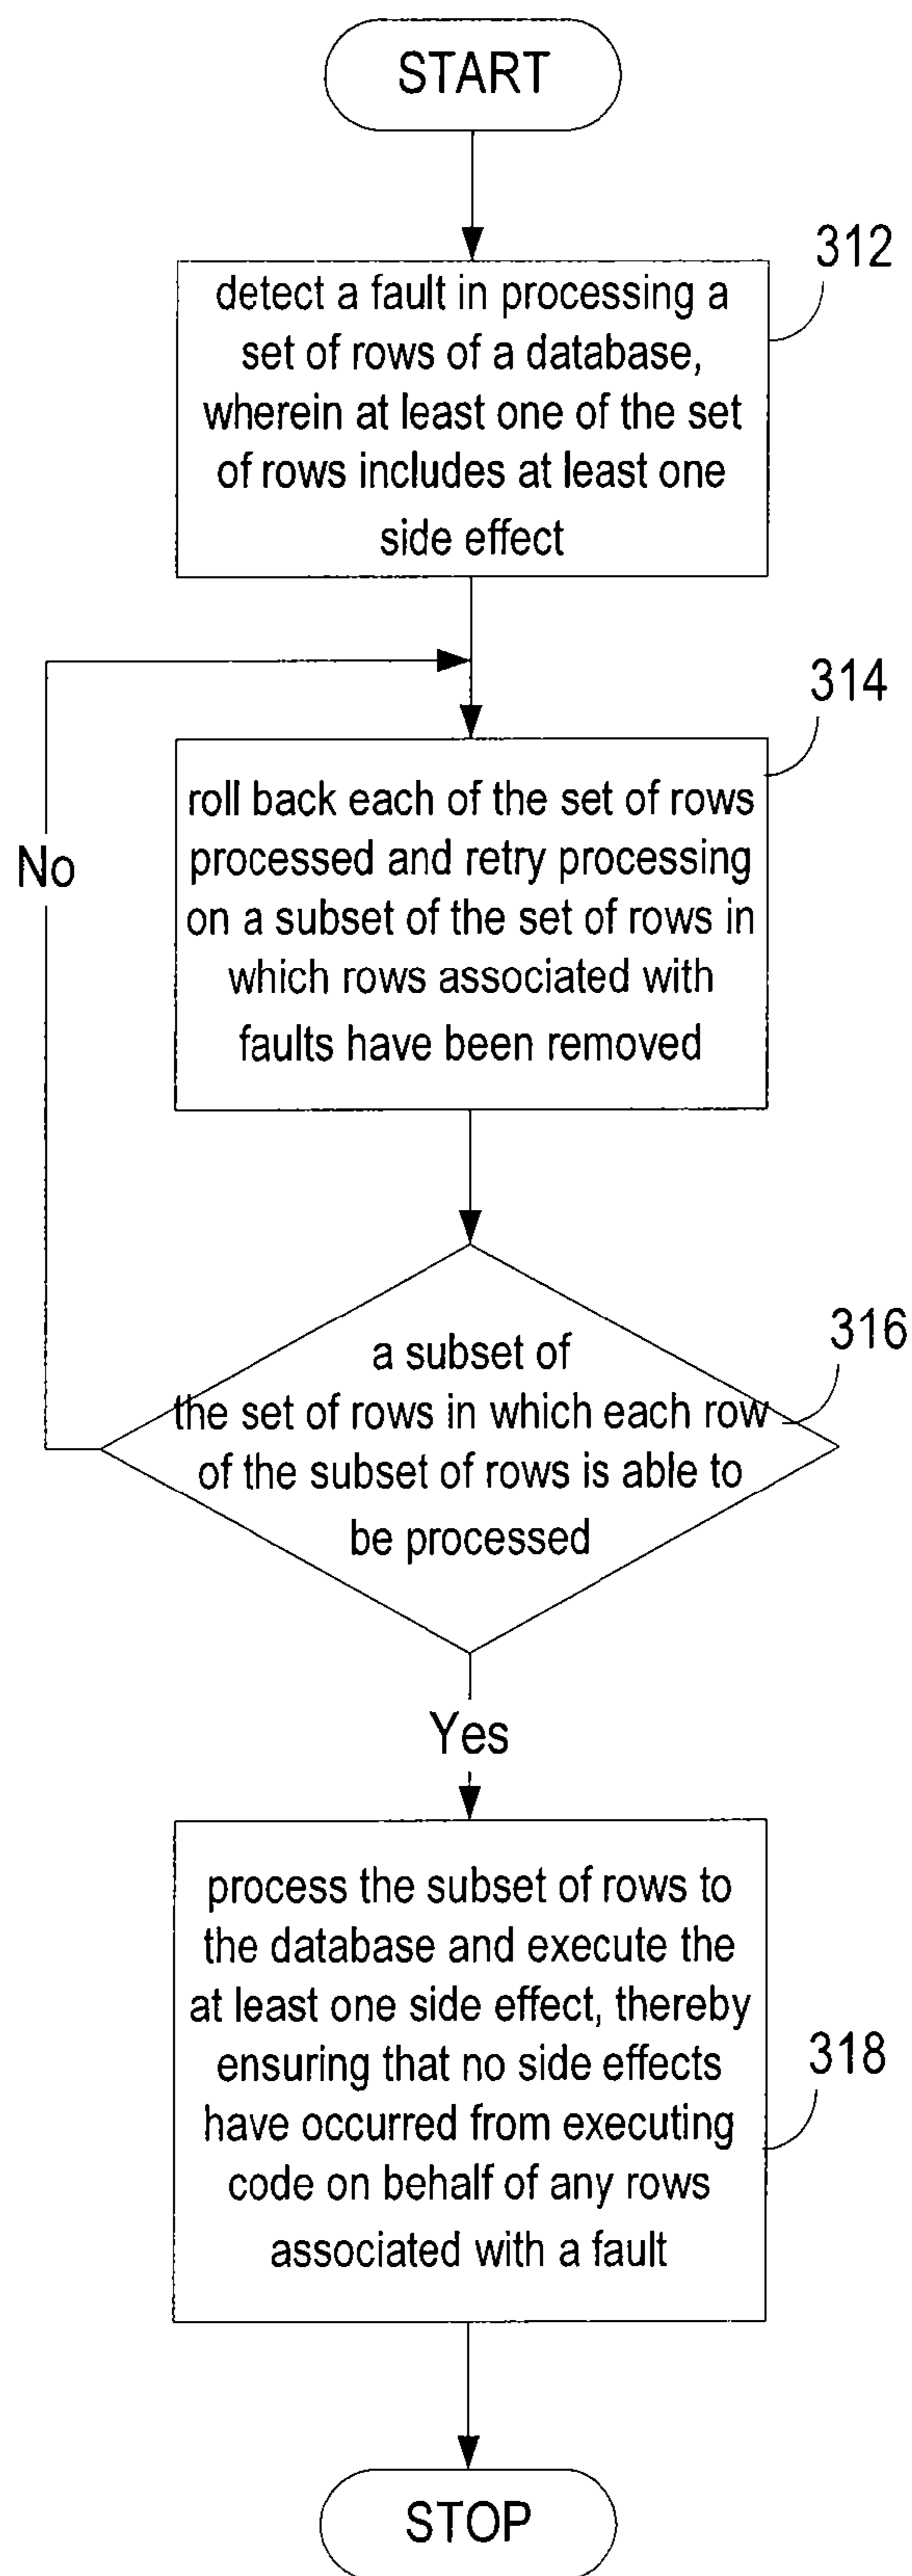 START
312
detect a fault in processing a
set of rows of a database,
wherein at least one of the set
of rows includes at least one
side effect
314
roll back each of the set of rows
processed and retry processing
on a subset of the set of rows in
which rows associated with
faults have been removed
No
316
a subset of
the set of rows in which each row
of the subset of rows is able to
be processed
Yes
318
process the subset of rows to
the database and execute the
at least one side effect, thereby
ensuring that no side effects
have occurred from executing
code on behalf of any rows
associated with a fault
STOP